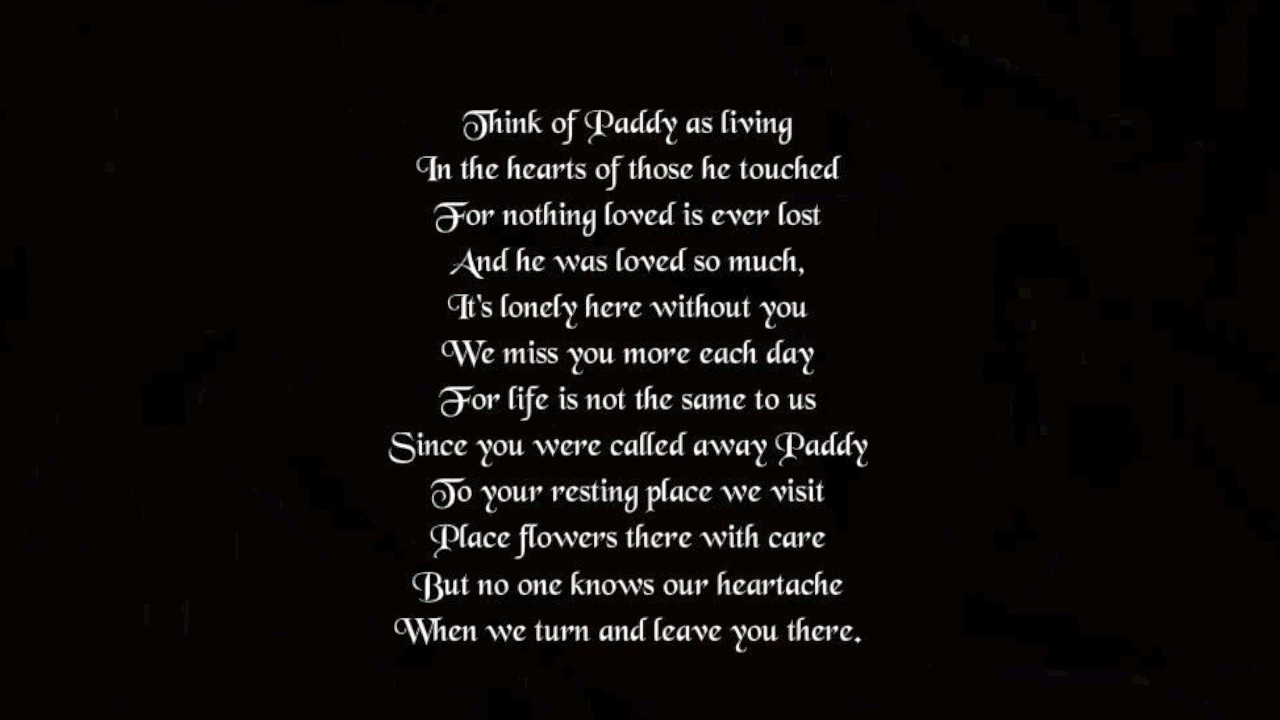 Think of Paddy as living
In the hearts of those he touched
For nothing loved is ever lost
And he was loved so much,
It's lonely here without you
We miss you more each day
For life is not the same to us
Since you were called away Paddy
To your resting place we visit
Place flowers there with care
But no one knows our heartache
When we turn and leave you there.